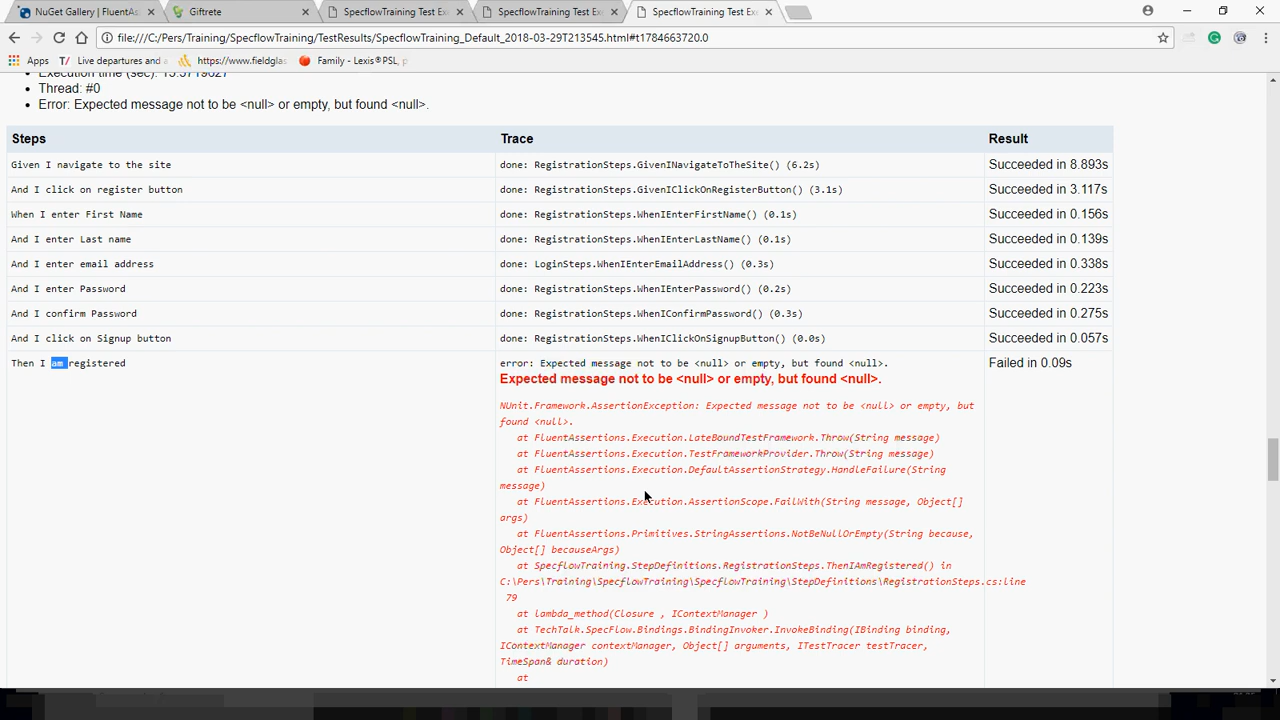 NuGet Gallery | FluentAs
Giftrete
SpecflowTraining Test Ex
SpecflowTraining Test Ex
SpecflowTraining Test Ex
file:///C:/Pers/Training/SpecflowTraining/TestResults/SpecflowTraining_Default_2018-03-29T213545.html#t1784663720.0
Apps
Live departures and a
https://www.fieldglas
Family - Lexis®PSL, p
Execution time (sec):
Thread: #0
Error: Expected message not to be <null> or empty, but found <null>.
Steps Trace Result
Given I navigate to the site done: RegistrationSteps.GivenINavigateToTheSite() (6.2s) Succeeded in 8.893s
And I click on register button done: RegistrationSteps.GivenIClickOnRegisterButton() (3.1s) Succeeded in 3.117s
When I enter First Name done: RegistrationSteps.WhenIEnterFirstName() (0.1s) Succeeded in 0.156s
And I enter Last name done: RegistrationSteps.WhenIEnterLastName() (0.1s) Succeeded in 0.139s
And I enter email address done: LoginSteps.WhenIEnterEmailAddress() (0.3s) Succeeded in 0.338s
And I enter Password done: RegistrationSteps.WhenIEnterPassword() (0.2s) Succeeded in 0.223s
And I confirm Password done: RegistrationSteps.WhenIConfirmPassword() (0.3s) Succeeded in 0.275s
And I click on Signup button done: RegistrationSteps.WhenIClickOnSignupButton() (0.0s) Succeeded in 0.057s
Then I am registered error: Expected message not to be <null> or empty, but found <null>. Failed in 0.09s
Expected message not to be <null> or empty, but found <null>.
NUnit.Framework.AssertionException: Expected message not to be <null> or empty, but
found <null>.
at FluentAssertions.Execution.LateBoundTestFramework.Throw(String message)
at FluentAssertions.Execution.TestFrameworkProvider.Throw(String message)
at FluentAssertions.Execution.DefaultAssertionStrategy.HandleFailure(String
message)
at FluentAssertions.Execution.AssertionScope.FailWith(String message, Object[]
args)
at FluentAssertions.Primitives.StringAssertions.NotBeNullOrEmpty(String because,
Object[] becauseArgs)
at SpecflowTraining.StepDefinitions.RegistrationSteps.ThenIAmRegistered() in
C:\Pers\Training\SpecflowTraining\SpecflowTraining\StepDefinitions\RegistrationSteps.cs:line
79
at lambda_method(Closure , IContextManager )
at TechTalk.SpecFlow.Bindings.BindingInvoker.InvokeBinding(IBinding binding,
IContextManager contextManager, Object[] arguments, ITestTracer testTracer,
TimeSpan& duration)
at